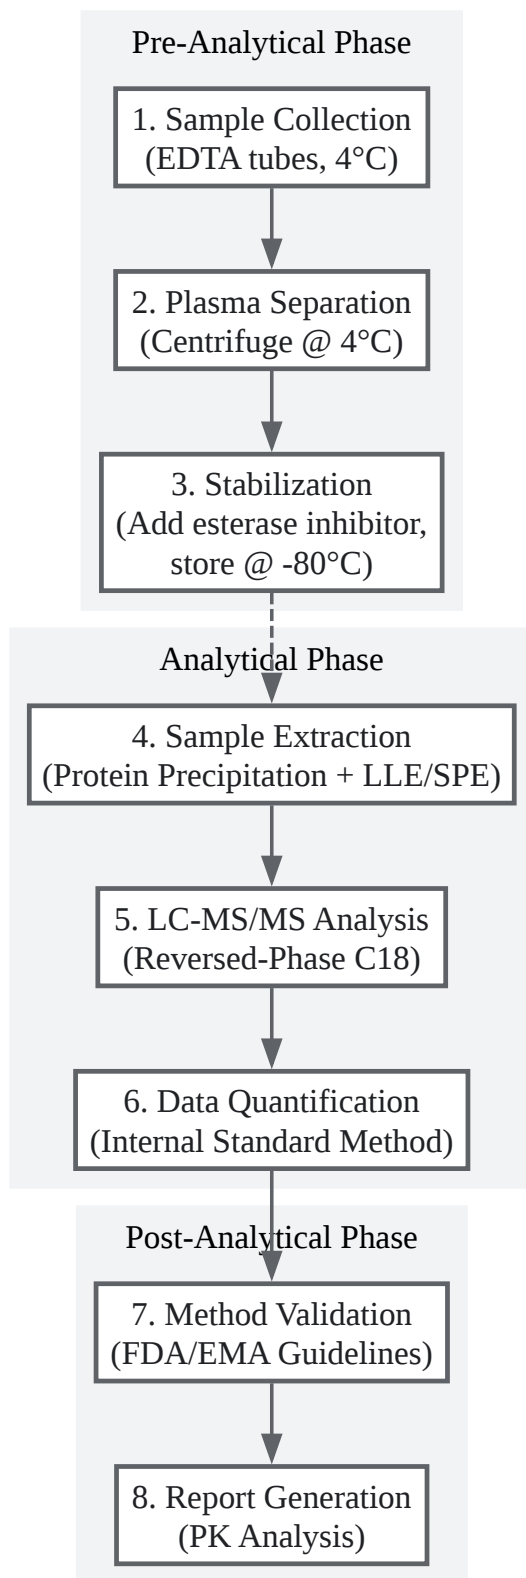 Pre-Analytical Phase
1. Sample Collection
(EDTA tubes, 4°C)
2. Plasma Separation
(Centrifuge @ 4°C)
3. Stabilization
(Add esterase inhibitor,
store @ -80°C)
Analytical Phase
4. Sample Extraction
(Protein Precipitation + LLE/SPE)
5. LC-MS/MS Analysis
(Reversed-Phase C18)
6. Data Quantification
(Internal Standard Method)
Post-Analytical Phase
7. Method Validation
(FDA/EMA Guidelines)
8. Report Generation
(PK Analysis)